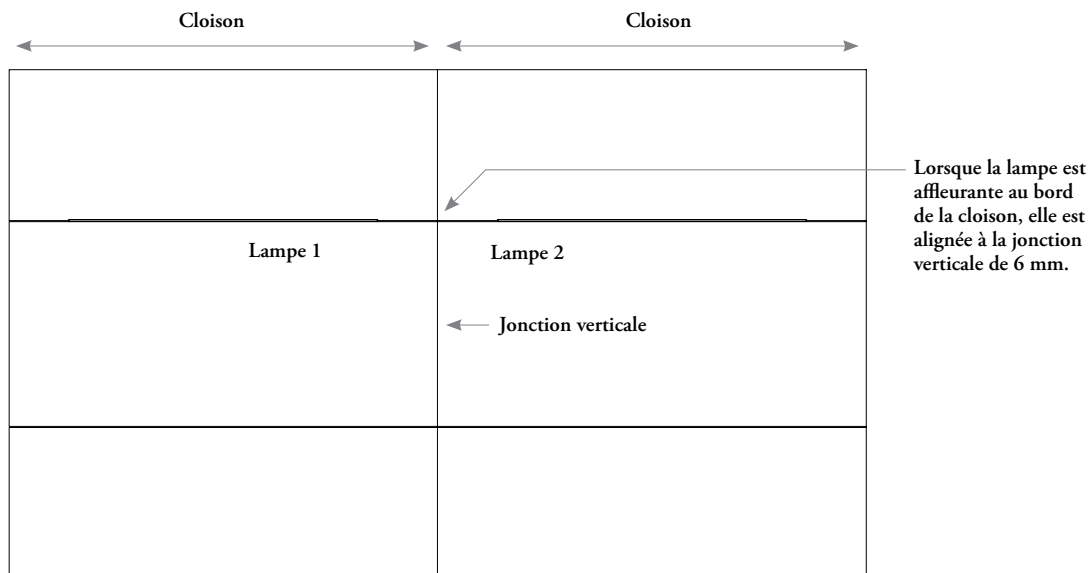 Cloison
Cloison
Lorsque la lampe est
affleurante au bord
de la cloison, elle est
alignée à la jonction
verticale de 6 mm.
Lampe 1
Lampe 2
Jonction verticale